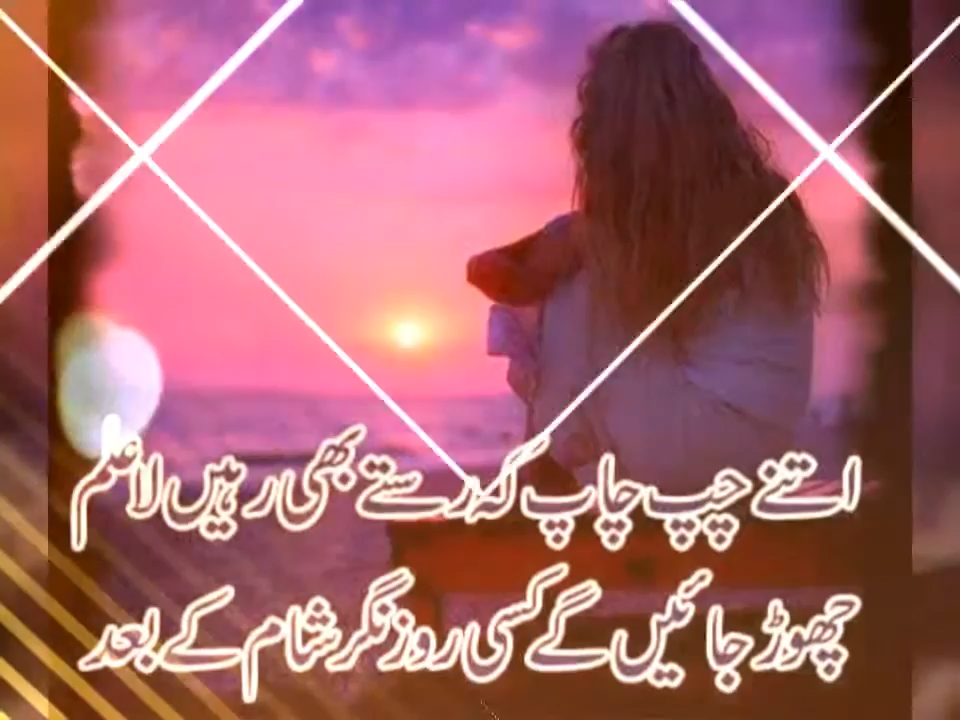 اتنے چپ چاپ کہ رستے بھی رہیں لاعلم
چھوڑ جائیں گے کسی روز نگر شام کے بعد